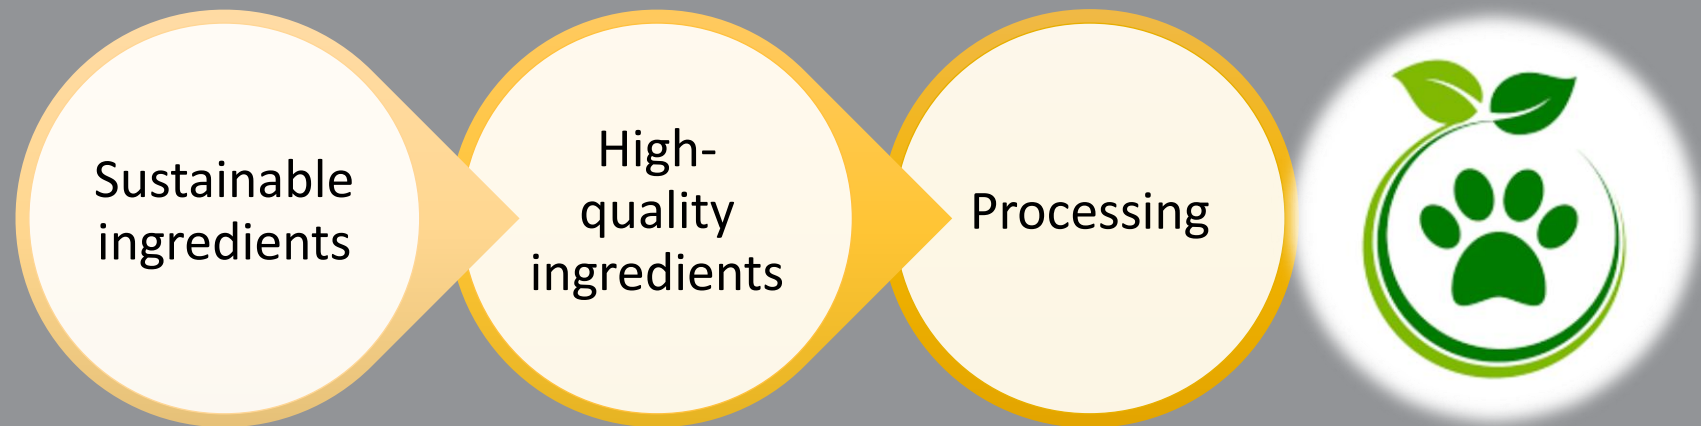 Sustainable
ingredients
High-
quality
ingredients
Processing